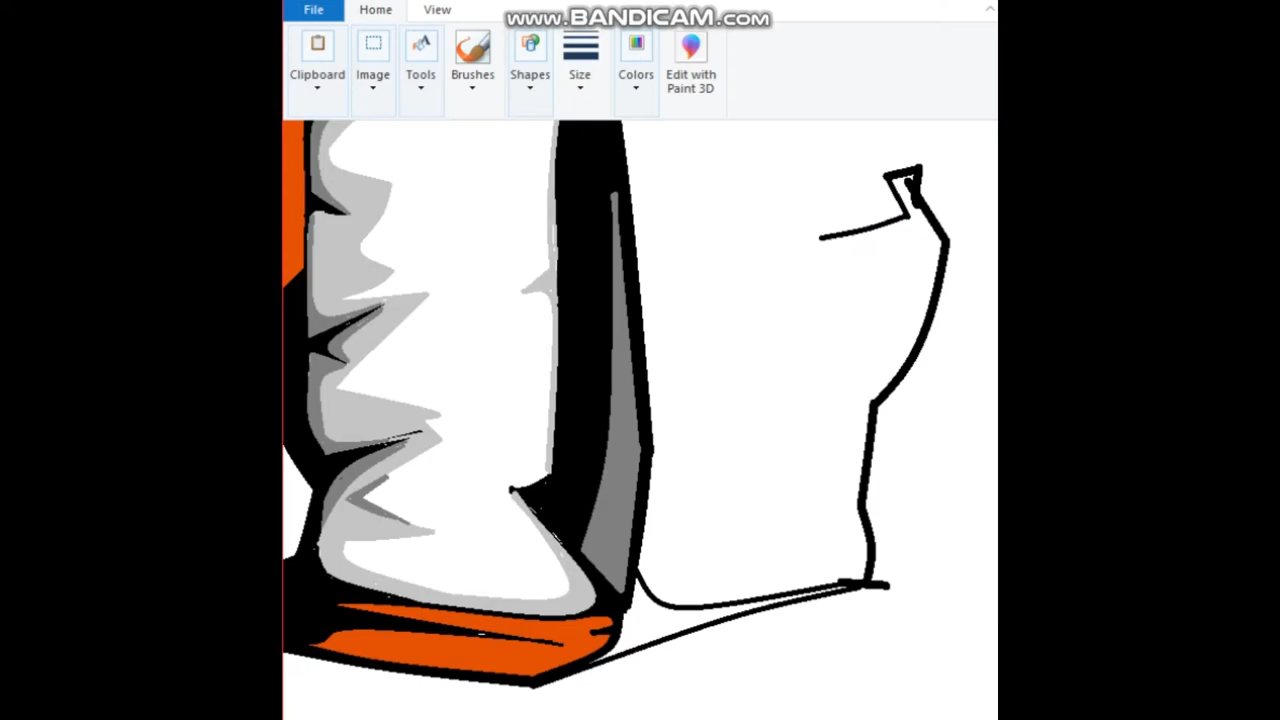 www.BANDICAM.com
File Home View
Clipboard Image Tools Brushes Shapes Size Colors Edit with
Paint 3D